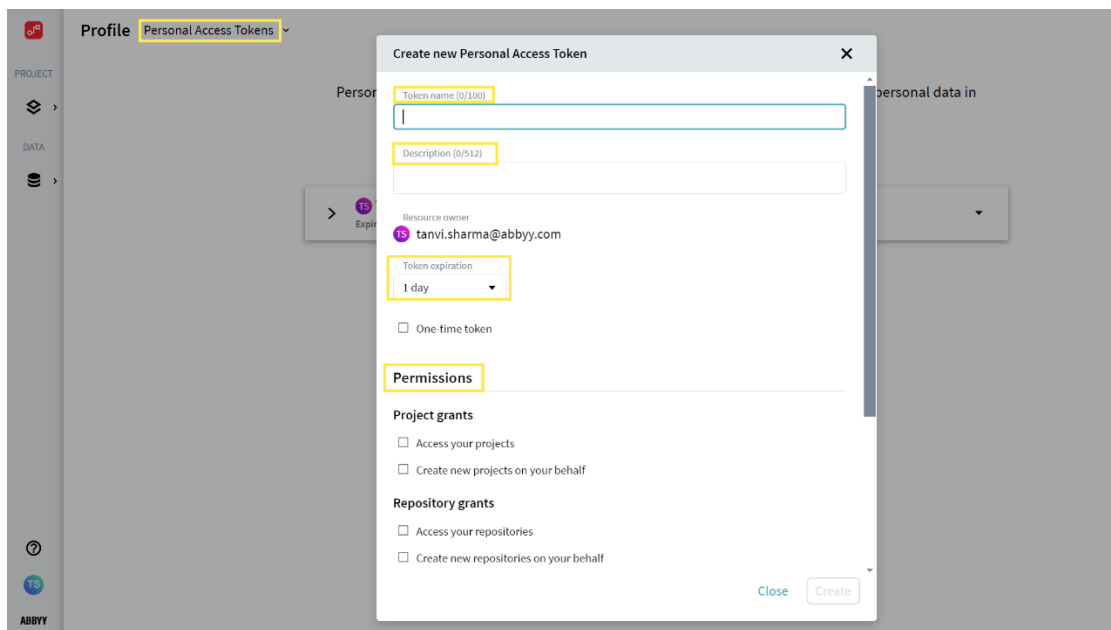 Profile Personal Access Tokens
PROJECT
DATA
Create new Personal Access Token
personal data in
Token name (0/100)
Description (0/512)
TS
Resource owner
TS tanvi.sharma@abbyy.com
Token expiration
1 day
One-time token
Permissions
Project grants
Access your projects
Create new projects on your behalf
Repository grants
Access your repositories
Create new repositories on your behalf
Close Create
TS
ABBYY